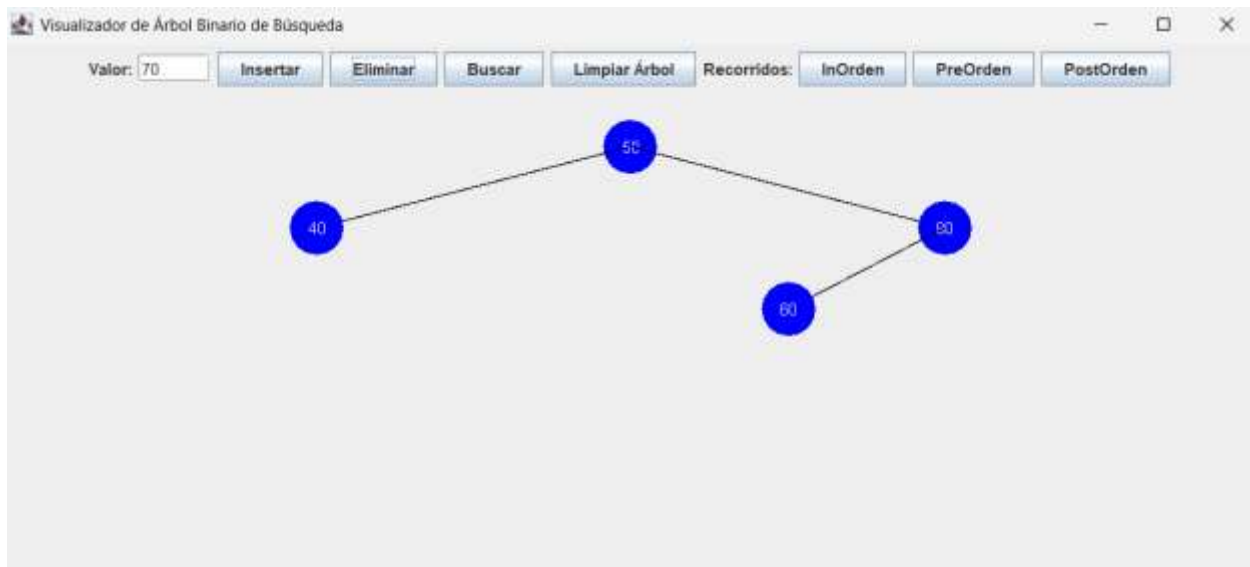 Visualizador de Árbol Binario de Búsqueda
Valor: 70 Insertar Eliminar Buscar Limpiar Árbol Recorridos: InOrden PreOrden PostOrden
50
40 80
60